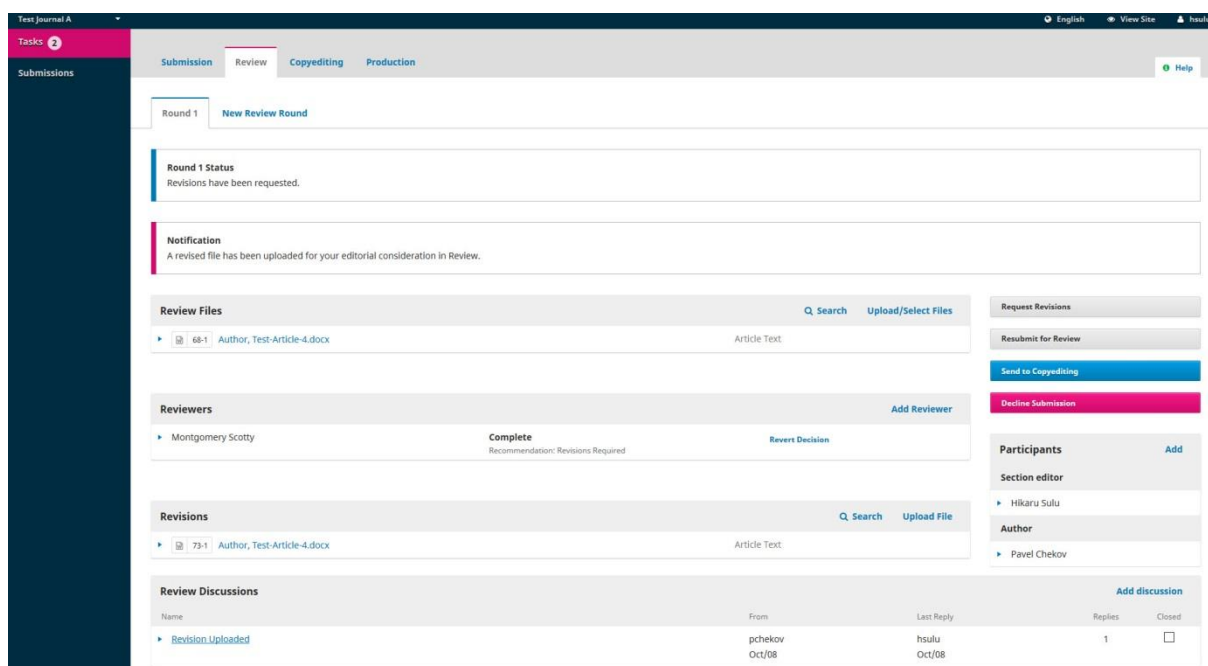 Test Journal A
English View Site hsulu
Tasks 2
Submissions
Submission Review Copyediting Production
Help
Round 1 New Review Round
Round 1 Status
Revisions have been requested.
Notification
A revised file has been uploaded for your editorial consideration in Review.
Review Files Search Upload/Select Files
68-1 Author, Test-Article-4.docx Article Text
Reviewers Add Reviewer
Montgomery Scotty Complete Revert Decision
Recommendation: Revisions Required
Revisions Search Upload File
73-1 Author, Test-Article-4.docx Article Text
Request Revisions
Resubmit for Review
Send to Copyediting
Decline Submission
Participants Add
Section editor
Hikaru Sulu
Author
Pavel Chekov
Review Discussions Add discussion
Name From Last Reply Replies Closed
Revision Uploaded pchekov hsulu 1
Oct/08 Oct/08